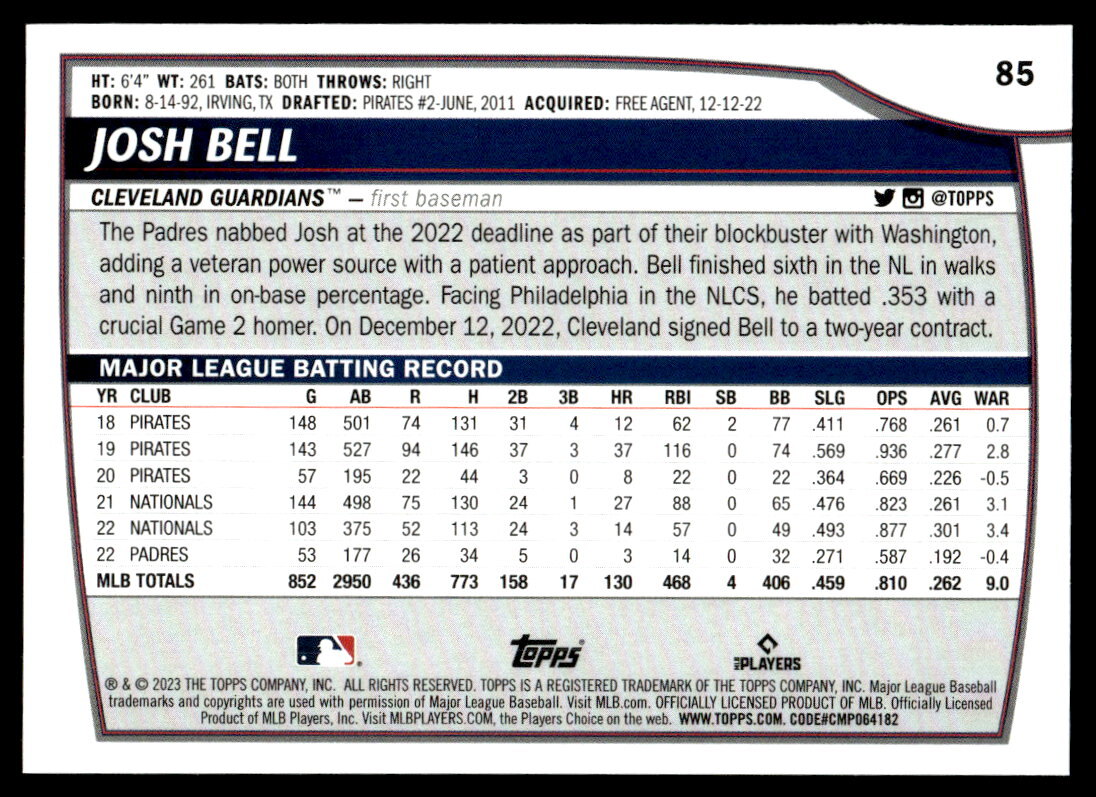 85
HT: 6'4" WT: 261 BATS: BOTH THROWS: RIGHT
BORN: 8-14-92, IRVING, TX DRAFTED: PIRATES #2-JUNE, 2011 ACQUIRED: FREE AGENT, 12-12-22
JOSH BELL
CLEVELAND GUARDIANS™ – first baseman @TOPPS
The Padres nabbed Josh at the 2022 deadline as part of their blockbuster with Washington,
adding a veteran power source with a patient approach. Bell finished sixth in the NL in walks
and ninth in on-base percentage. Facing Philadelphia in the NLCS, he batted .353 with a
crucial Game 2 homer. On December 12, 2022, Cleveland signed Bell to a two-year contract.
MAJOR LEAGUE BATTING RECORD
YR CLUB G AB R H 2B 3B HR RBI SB BB SLG OPS AVG WAR
18 PIRATES 148 501 74 131 31 4 12 62 2 77 .411 .768 .261 0.7
19 PIRATES 143 527 94 146 37 3 37 116 0 74 .569 .936 .277 2.8
20 PIRATES 57 195 22 44 3 0 8 22 0 22 .364 .669 .226 -0.5
21 NATIONALS 144 498 75 130 24 1 27 88 0 65 .476 .823 .261 3.1
22 NATIONALS 103 375 52 113 24 3 14 57 0 49 .493 .877 .301 3.4
22 PADRES 53 177 26 34 5 0 3 14 0 32 .271 .587 .192 -0.4
MLB TOTALS 852 2950 436 773 158 17 130 468 4 406 .459 .810 .262 9.0
Topps® MLB PLAYERS
® & © 2023 THE TOPPS COMPANY, INC. ALL RIGHTS RESERVED. TOPPS IS A REGISTERED TRADEMARK OF THE TOPPS COMPANY, INC. Major League Baseball
trademarks and copyrights are used with permission of Major League Baseball. Visit MLB.com. OFFICIALLY LICENSED PRODUCT OF MLB. Officially Licensed
Product of MLB Players, Inc. Visit MLBPLAYERS.COM, the Players Choice on the web. WWW.TOPPS.COM. CODE#CMP064182